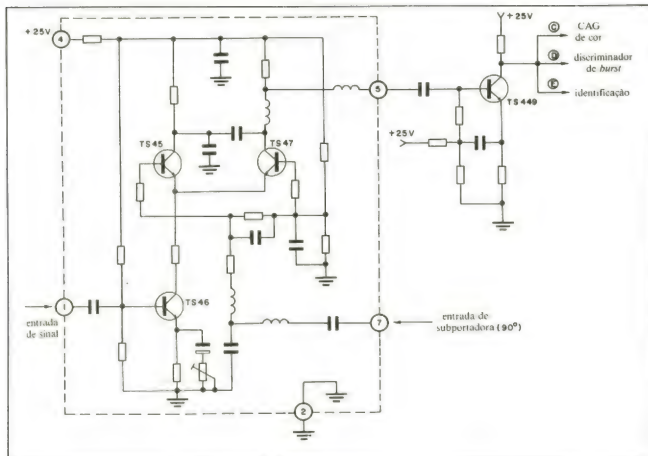 +25V
4
TS45
TS47
TS46
1
entrada
de sinal
2
5
7
entrada de
subportadora (90°)
+25V
+25V
TS449
C
CAG
de cor
D
discriminador
de burst
E
identificação